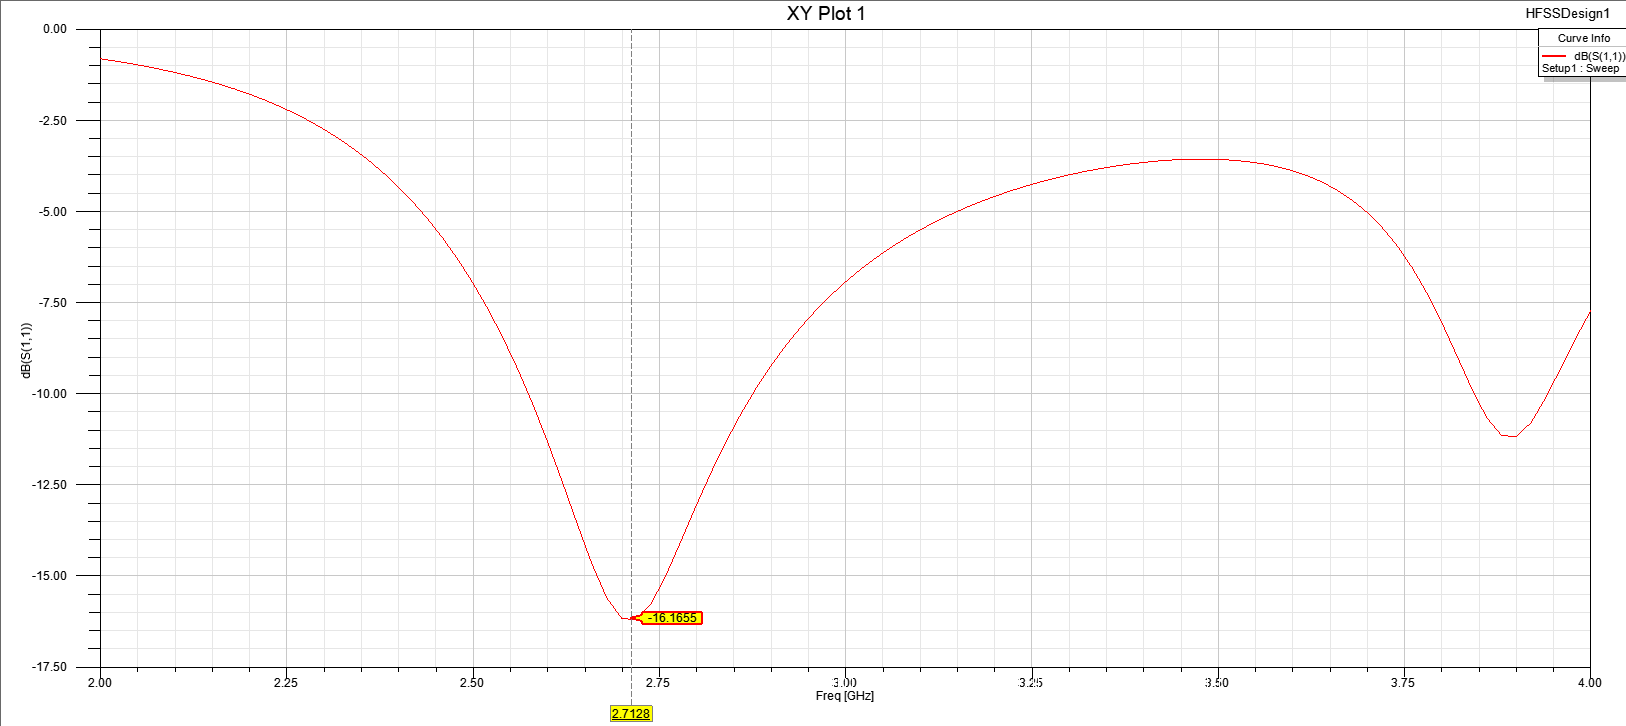 XY Plot 1
HFSSDesign1
Curve Info
dB(S(1,1))
Setup1 : Sweep
0.00
-2.50
-5.00
-7.50
-10.00
-12.50
-15.00
-17.50
dB(S(1,1))
-16.1655
2.00 2.25 2.50 2.75 3.00 3.25 3.50 3.75 4.00
Freq [GHz]
2.7128